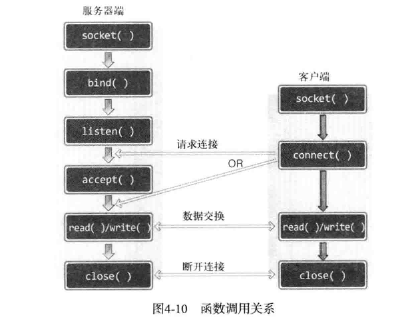 服务器端
socket( )
bind( )
listen( )
accept( )
read( )/write( )
close( )
客户端
socket( )
connect( )
read( )/write( )
close( )
请求连接
OR
数据交换
断开连接
图4-10 函数调用关系